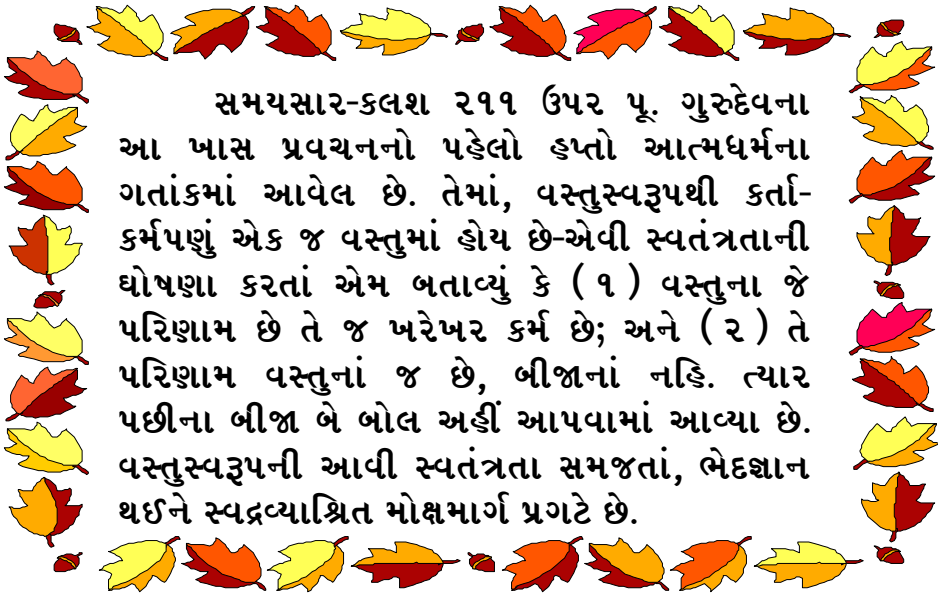 સમયસાર-કલશ ૨૧૧ ઉપર પૂ. ગુરુદેવના
આ ખાસ પ્રવચનનો પહેલો હપ્તો આત્મધર્મના
ગતાંકમાં આવેલ છે. તેમાં, વસ્તુસ્વરૂપથી કર્તા-
કર્મપણું એક જ વસ્તુમાં હોય છે-એવી સ્વતંત્રતાની
ઘોષણા કરતાં એમ બતાવ્યું કે (૧) વસ્તુના જે
પરિણામ છે તે જ ખરેખર કર્મ છે; અને (૨) તે
પરિણામ વસ્તુનાં જ છે, બીજાનાં નહિ. ત્યાર
પછીના બીજા બે બોલ અહીં આપવામાં આવ્યા છે.
વસ્તુસ્વરૂપની આવી સ્વતંત્રતા સમજતાં, ભેદજ્ઞાન
થઈને સ્વદ્રવ્યાશ્રિત મોક્ષમાર્ગ પ્રગટે છે.